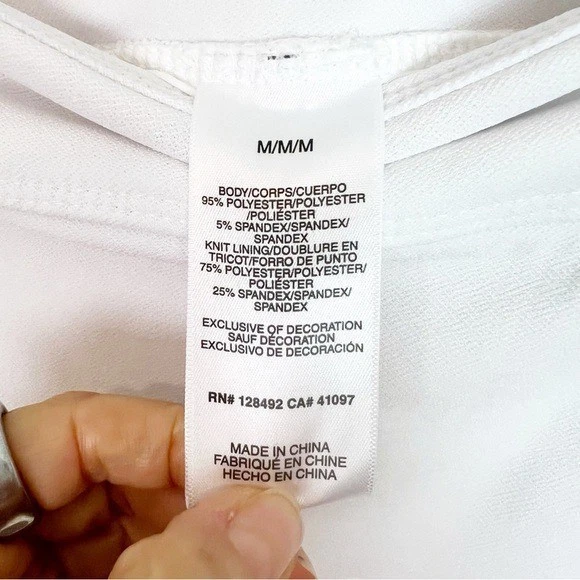 M/M/M
BODY/CORPS/CUERPO
95% POLYESTER/POLYESTER
/POLIÉSTER
5% SPANDEX/SPANDEX/
SPANDEX
KNIT LINING/DOUBLURE EN
TRICOT/FORRO DE PUNTO
75% POLYESTER/POLYESTER/
POLIÉSTER
25% SPANDEX/SPANDEX/
SPANDEX
EXCLUSIVE OF DECORATION
SAUF DÉCORATION
EXCLUSIVO DE DECORACIÓN
RN# 128492 CA# 41097
MADE IN CHINA
FABRIQUÉ EN CHINE
HECHO EN CHINA